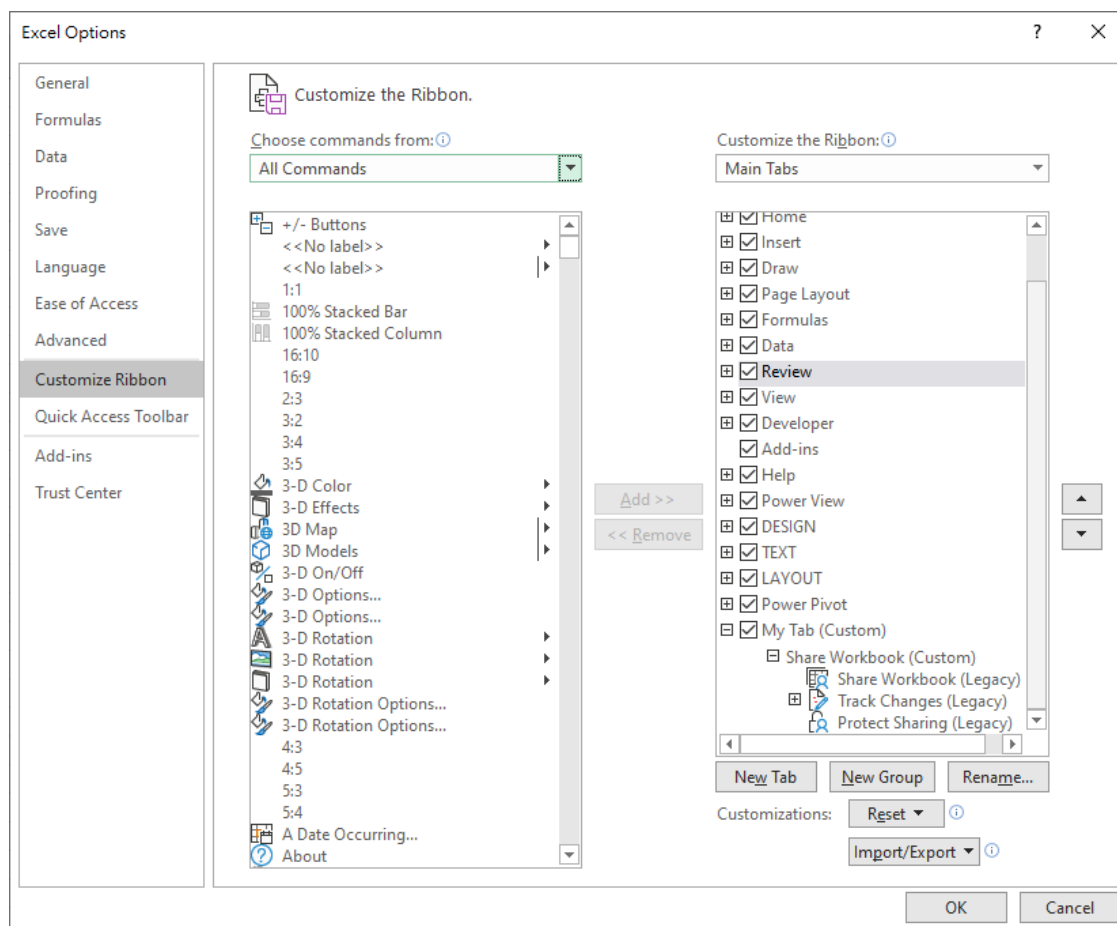 Excel Options
?
General
Formulas
Data
Proofing
Save
Language
Ease of Access
Advanced
Customize Ribbon
Quick Access Toolbar
Add-ins
Trust Center
Customize the Ribbon.
Choose commands from:
All Commands
+/- Buttons
<<No label>>
<<No label>>
1:1
100% Stacked Bar
100% Stacked Column
16:10
16:9
2:3
3:2
3:4
3:5
3-D Color
3-D Effects
3D Map
3D Models
3-D On/Off
3-D Options...
3-D Options...
3-D Rotation
3-D Rotation
3-D Rotation
3-D Rotation Options...
3-D Rotation Options...
4:3
4:5
5:3
5:4
A Date Occurring...
About
Add >>
<< Remove
Customize the Ribbon:
Main Tabs
Home
Insert
Draw
Page Layout
Formulas
Data
Review
View
Developer
Add-ins
Help
Power View
DESIGN
TEXT
LAYOUT
Power Pivot
My Tab (Custom)
Share Workbook (Custom)
Share Workbook (Legacy)
Track Changes (Legacy)
Protect Sharing (Legacy)
New Tab
New Group
Rename...
Customizations:
Reset
Import/Export
OK
Cancel